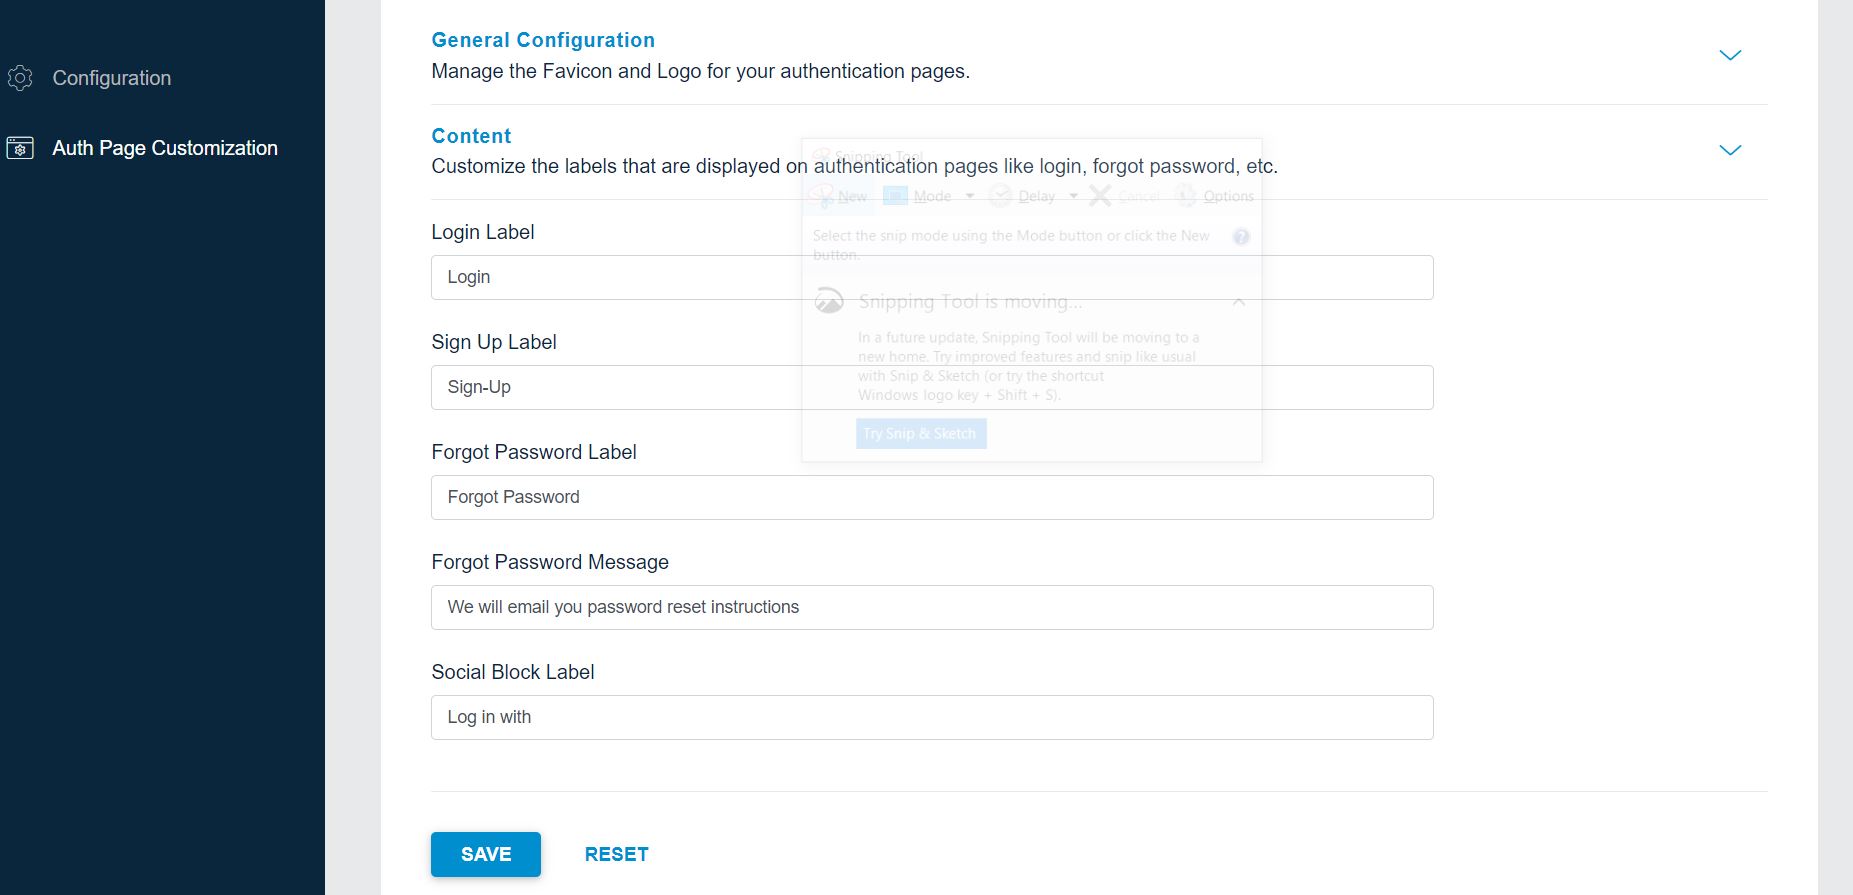 Configuration
Auth Page Customization
General Configuration
Manage the Favicon and Logo for your authentication pages.
Content
Customize the labels that are displayed on authentication pages like login, forgot password, etc.
Snipping Tool
New Mode Delay Cancel Options
Select the snip mode using the Mode button or click the New
button.
Snipping Tool is moving...
In a future update, Snipping Tool will be moving to a
new home. Try improved features and snip like usual
with Snip & Sketch (or try the shortcut
Windows logo key + Shift + S).
Try Snip & Sketch
Login Label
Login
Sign Up Label
Sign-Up
Forgot Password Label
Forgot Password
Forgot Password Message
We will email you password reset instructions
Social Block Label
Log in with
SAVE RESET